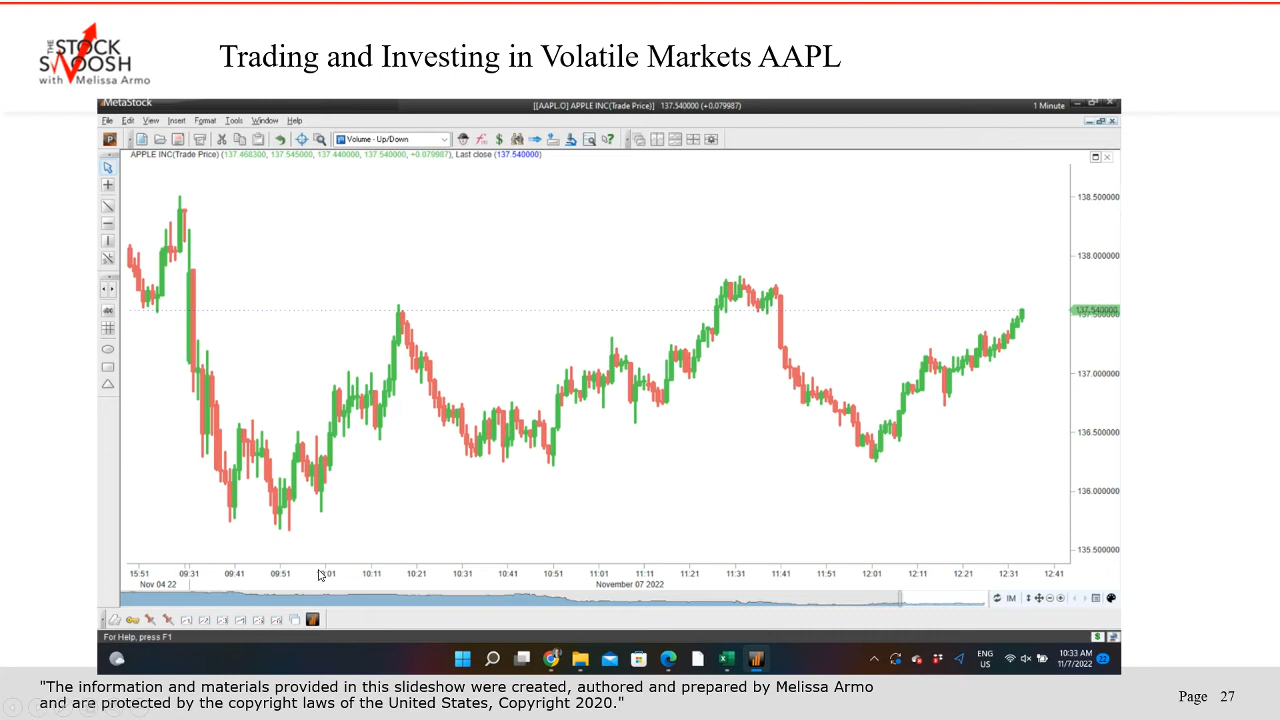 THE
STOCK
SWOOSH
with Melissa Armo
Trading and Investing in Volatile Markets AAPL
MetaStock
[[AAPL.O] APPLE INC(Trade Price)] 137.540000 (+0.079987)
1 Minute
File Edit View Insert Format Tools Window Help
P
Volume - Up/Down
APPLE INC(Trade Price) (137.468300, 137.545000, 137.440000, 137.540000, +0.079987), Last close (137.540000)
138.500000
138.000000
137.540000
137.500000
137.000000
136.500000
136.000000
135.500000
15:51 09:31 09:41 09:51 10:01 10:11 10:21 10:31 10:41 10:51 11:01 11:11 11:21 11:31 11:41 11:51 12:01 12:11 12:21 12:31 12:41
Nov 04 22 November 07 2022
IM
For Help, press F1
ENG
US
10:33 AM
11/7/2022
22
"The information and materials provided in this slideshow were created, authored and prepared by Melissa Armo
and are protected by the copyright laws of the United States, Copyright 2020."
Page 27